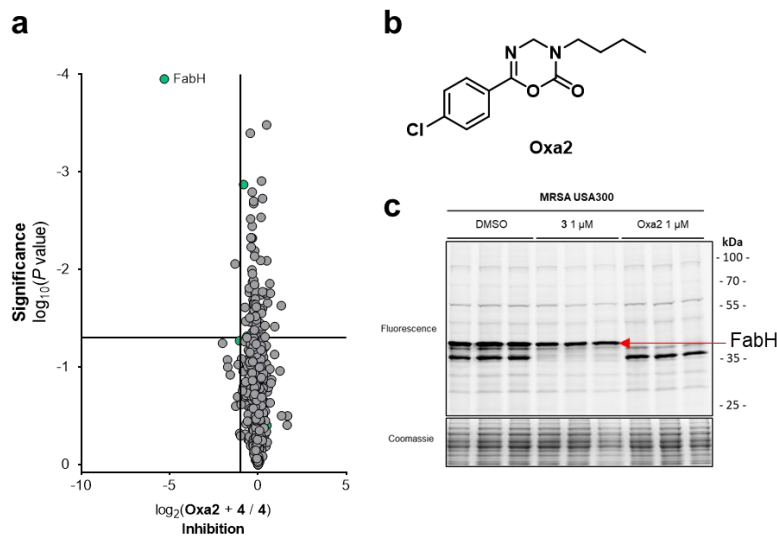 a
-4
-3
-2
-1
0
-10
-5
0
5
Significance
log10(P value)
FabH
log2(Oxa2 + 4 / 4)
Inhibition
b
N
N
O
O
Cl
Oxa2
c
MRSA USA300
DMSO
3 1 µM
Oxa2 1 µM
kDa
- 100 -
- 70 -
- 55 -
FabH
- 35 -
- 25 -
Fluorescence
Coomassie